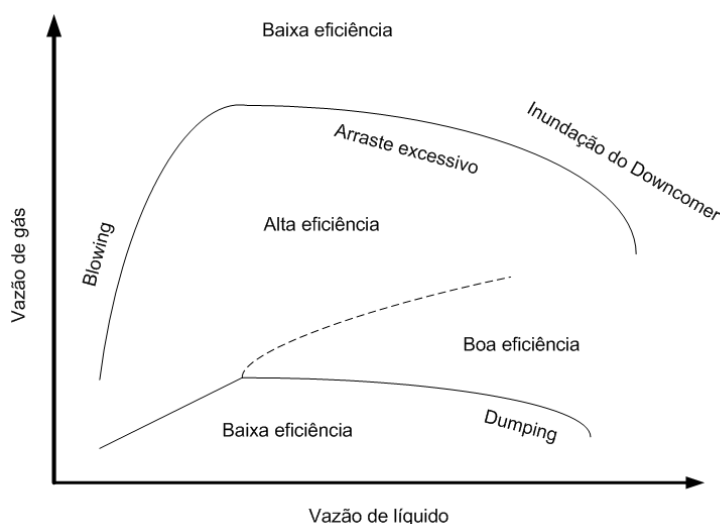 Baixa eficiência
Inundação do Downcomer
Arraste excessivo
Alta eficiência
Blowing
Vazão de gás
Boa eficiência
Baixa eficiência
Dumping
Vazão de líquido